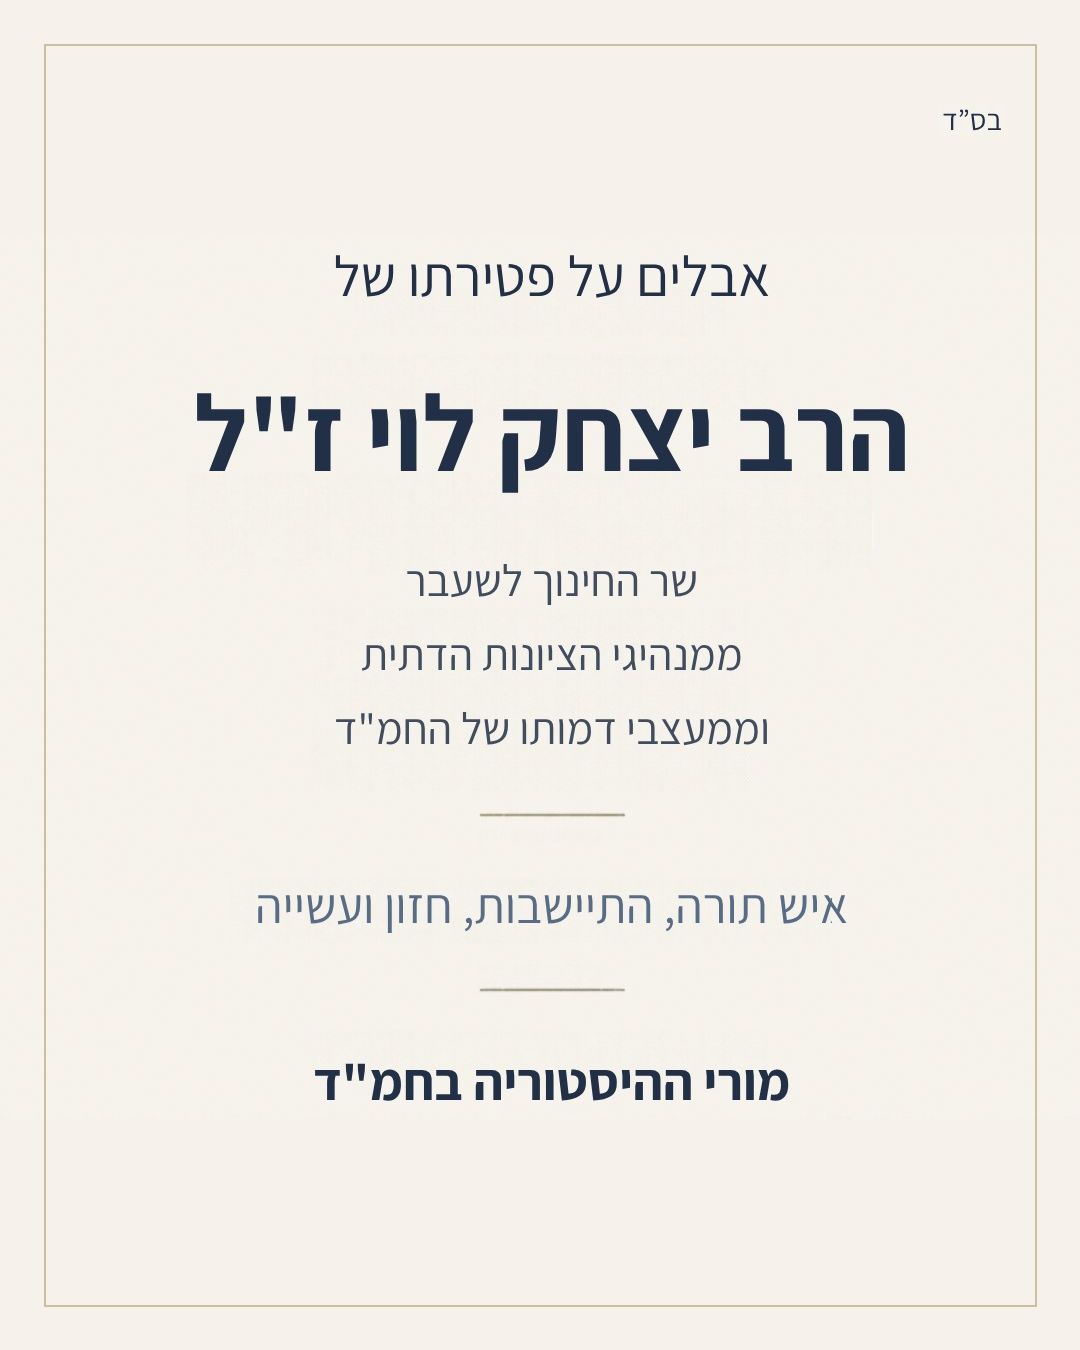 בס”ד
אבלים על פטירתו של
הרב יצחק לוי ז"ל
שר החינוך לשעבר
ממנהיגי הציונות הדתית
וממעצבי דמותו של החמ"ד
איש תורה, התיישבות, חזון ועשייה
מורי ההיסטוריה בחמ"ד